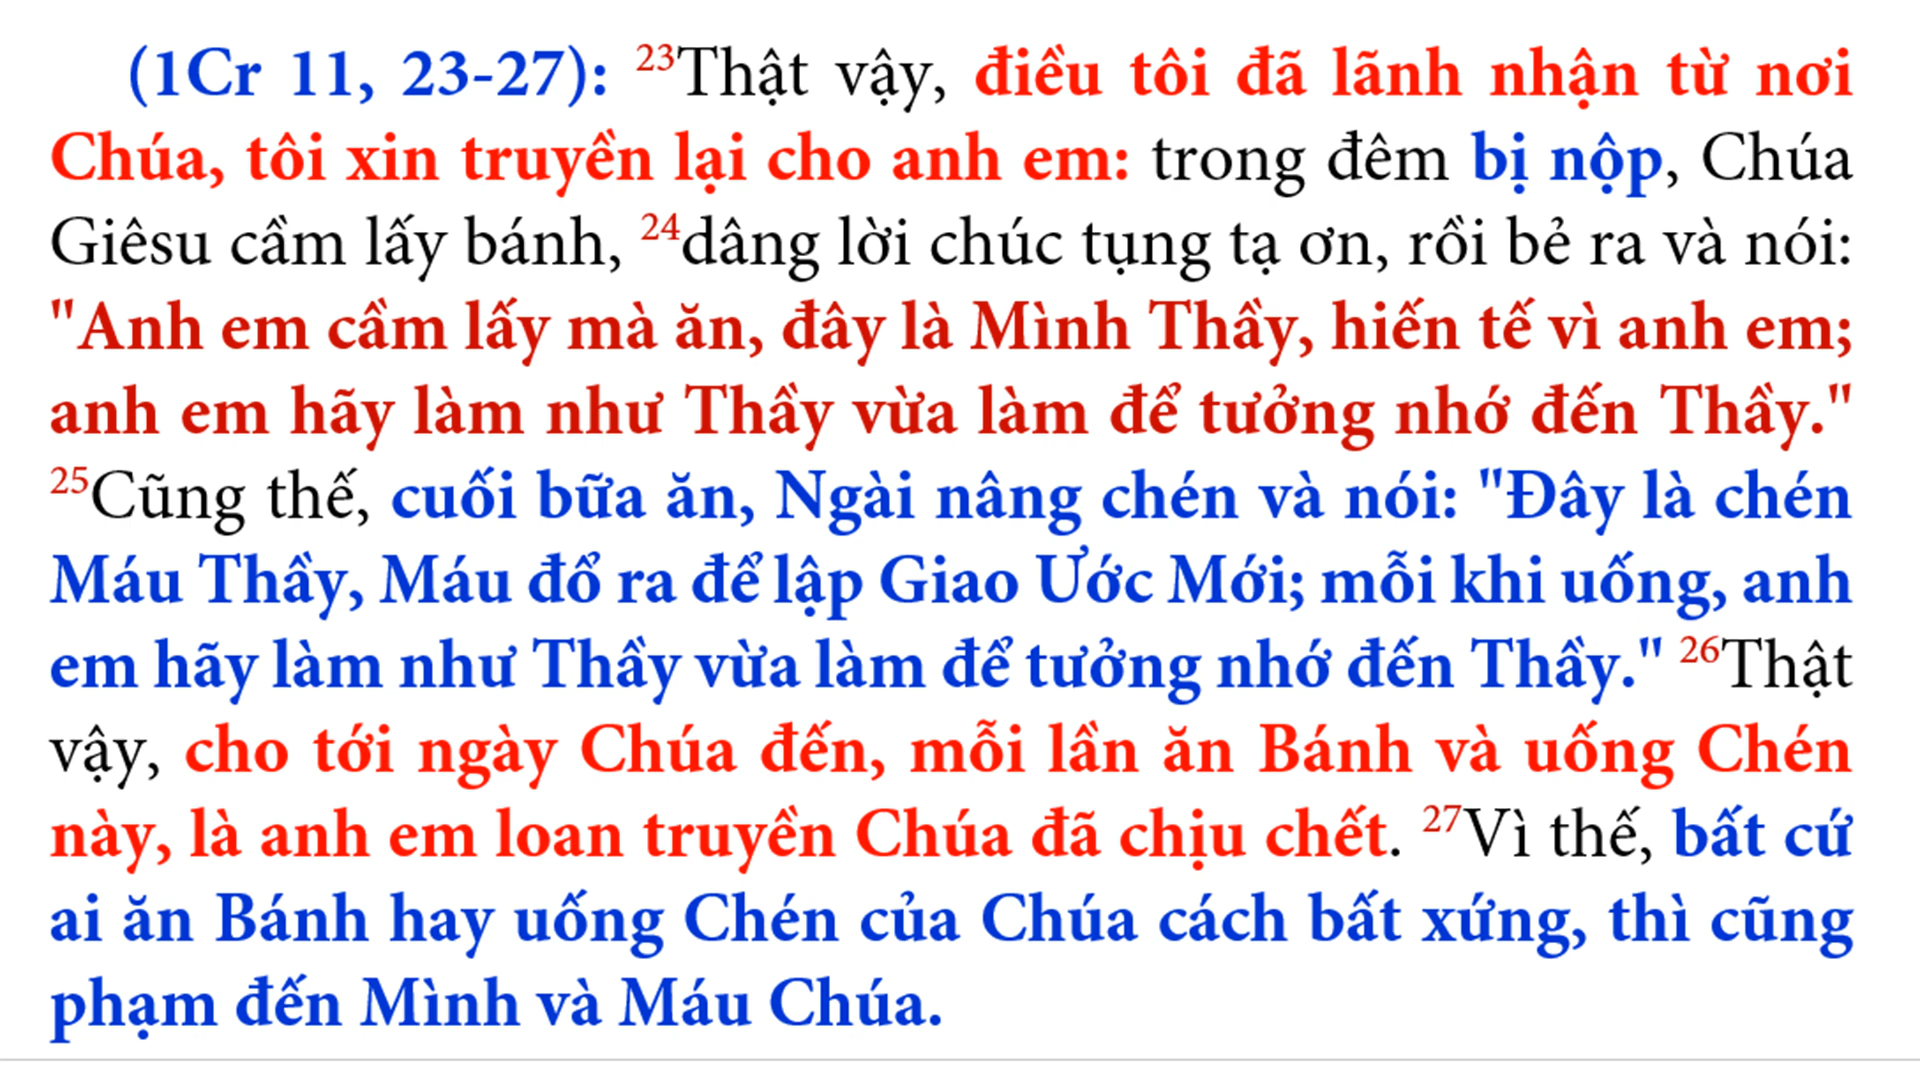 (1Cr 11, 23-27): 23Thật vậy, điều tôi đã lãnh nhận từ nơi
Chúa, tôi xin truyền lại cho anh em: trong đêm bị nộp, Chúa
Giêsu cầm lấy bánh, 24dâng lời chúc tụng tạ ơn, rồi bẻ ra và nói:
"Anh em cầm lấy mà ăn, đây là Mình Thầy, hiến tế vì anh em;
anh em hãy làm như Thầy vừa làm để tưởng nhớ đến Thầy."
25Cũng thế, cuối bữa ăn, Ngài nâng chén và nói: "Đây là chén
Máu Thầy, Máu đổ ra để lập Giao Ước Mới; mỗi khi uống, anh
em hãy làm như Thầy vừa làm để tưởng nhớ đến Thầy." 26Thật
vậy, cho tới ngày Chúa đến, mỗi lần ăn Bánh và uống Chén
này, là anh em loan truyền Chúa đã chịu chết. 27Vì thế, bất cứ
ai ăn Bánh hay uống Chén của Chúa cách bất xứng, thì cũng
phạm đến Mình và Máu Chúa.